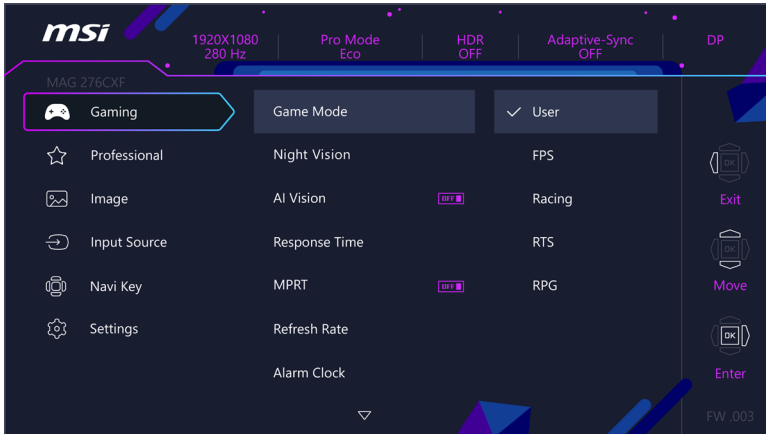 msi
1920X1080
280 Hz
Pro Mode
Eco
HDR
OFF
Adaptive-Sync
OFF
DP
MAG 276CXF
Gaming
Professional
Image
Input Source
Navi Key
Settings
Game Mode
Night Vision
AI Vision
OFF
Response Time
MPRT
OFF
Refresh Rate
Alarm Clock
User
FPS
Racing
RTS
RPG
OK
Exit
OK
Move
OK
Enter
FW .003